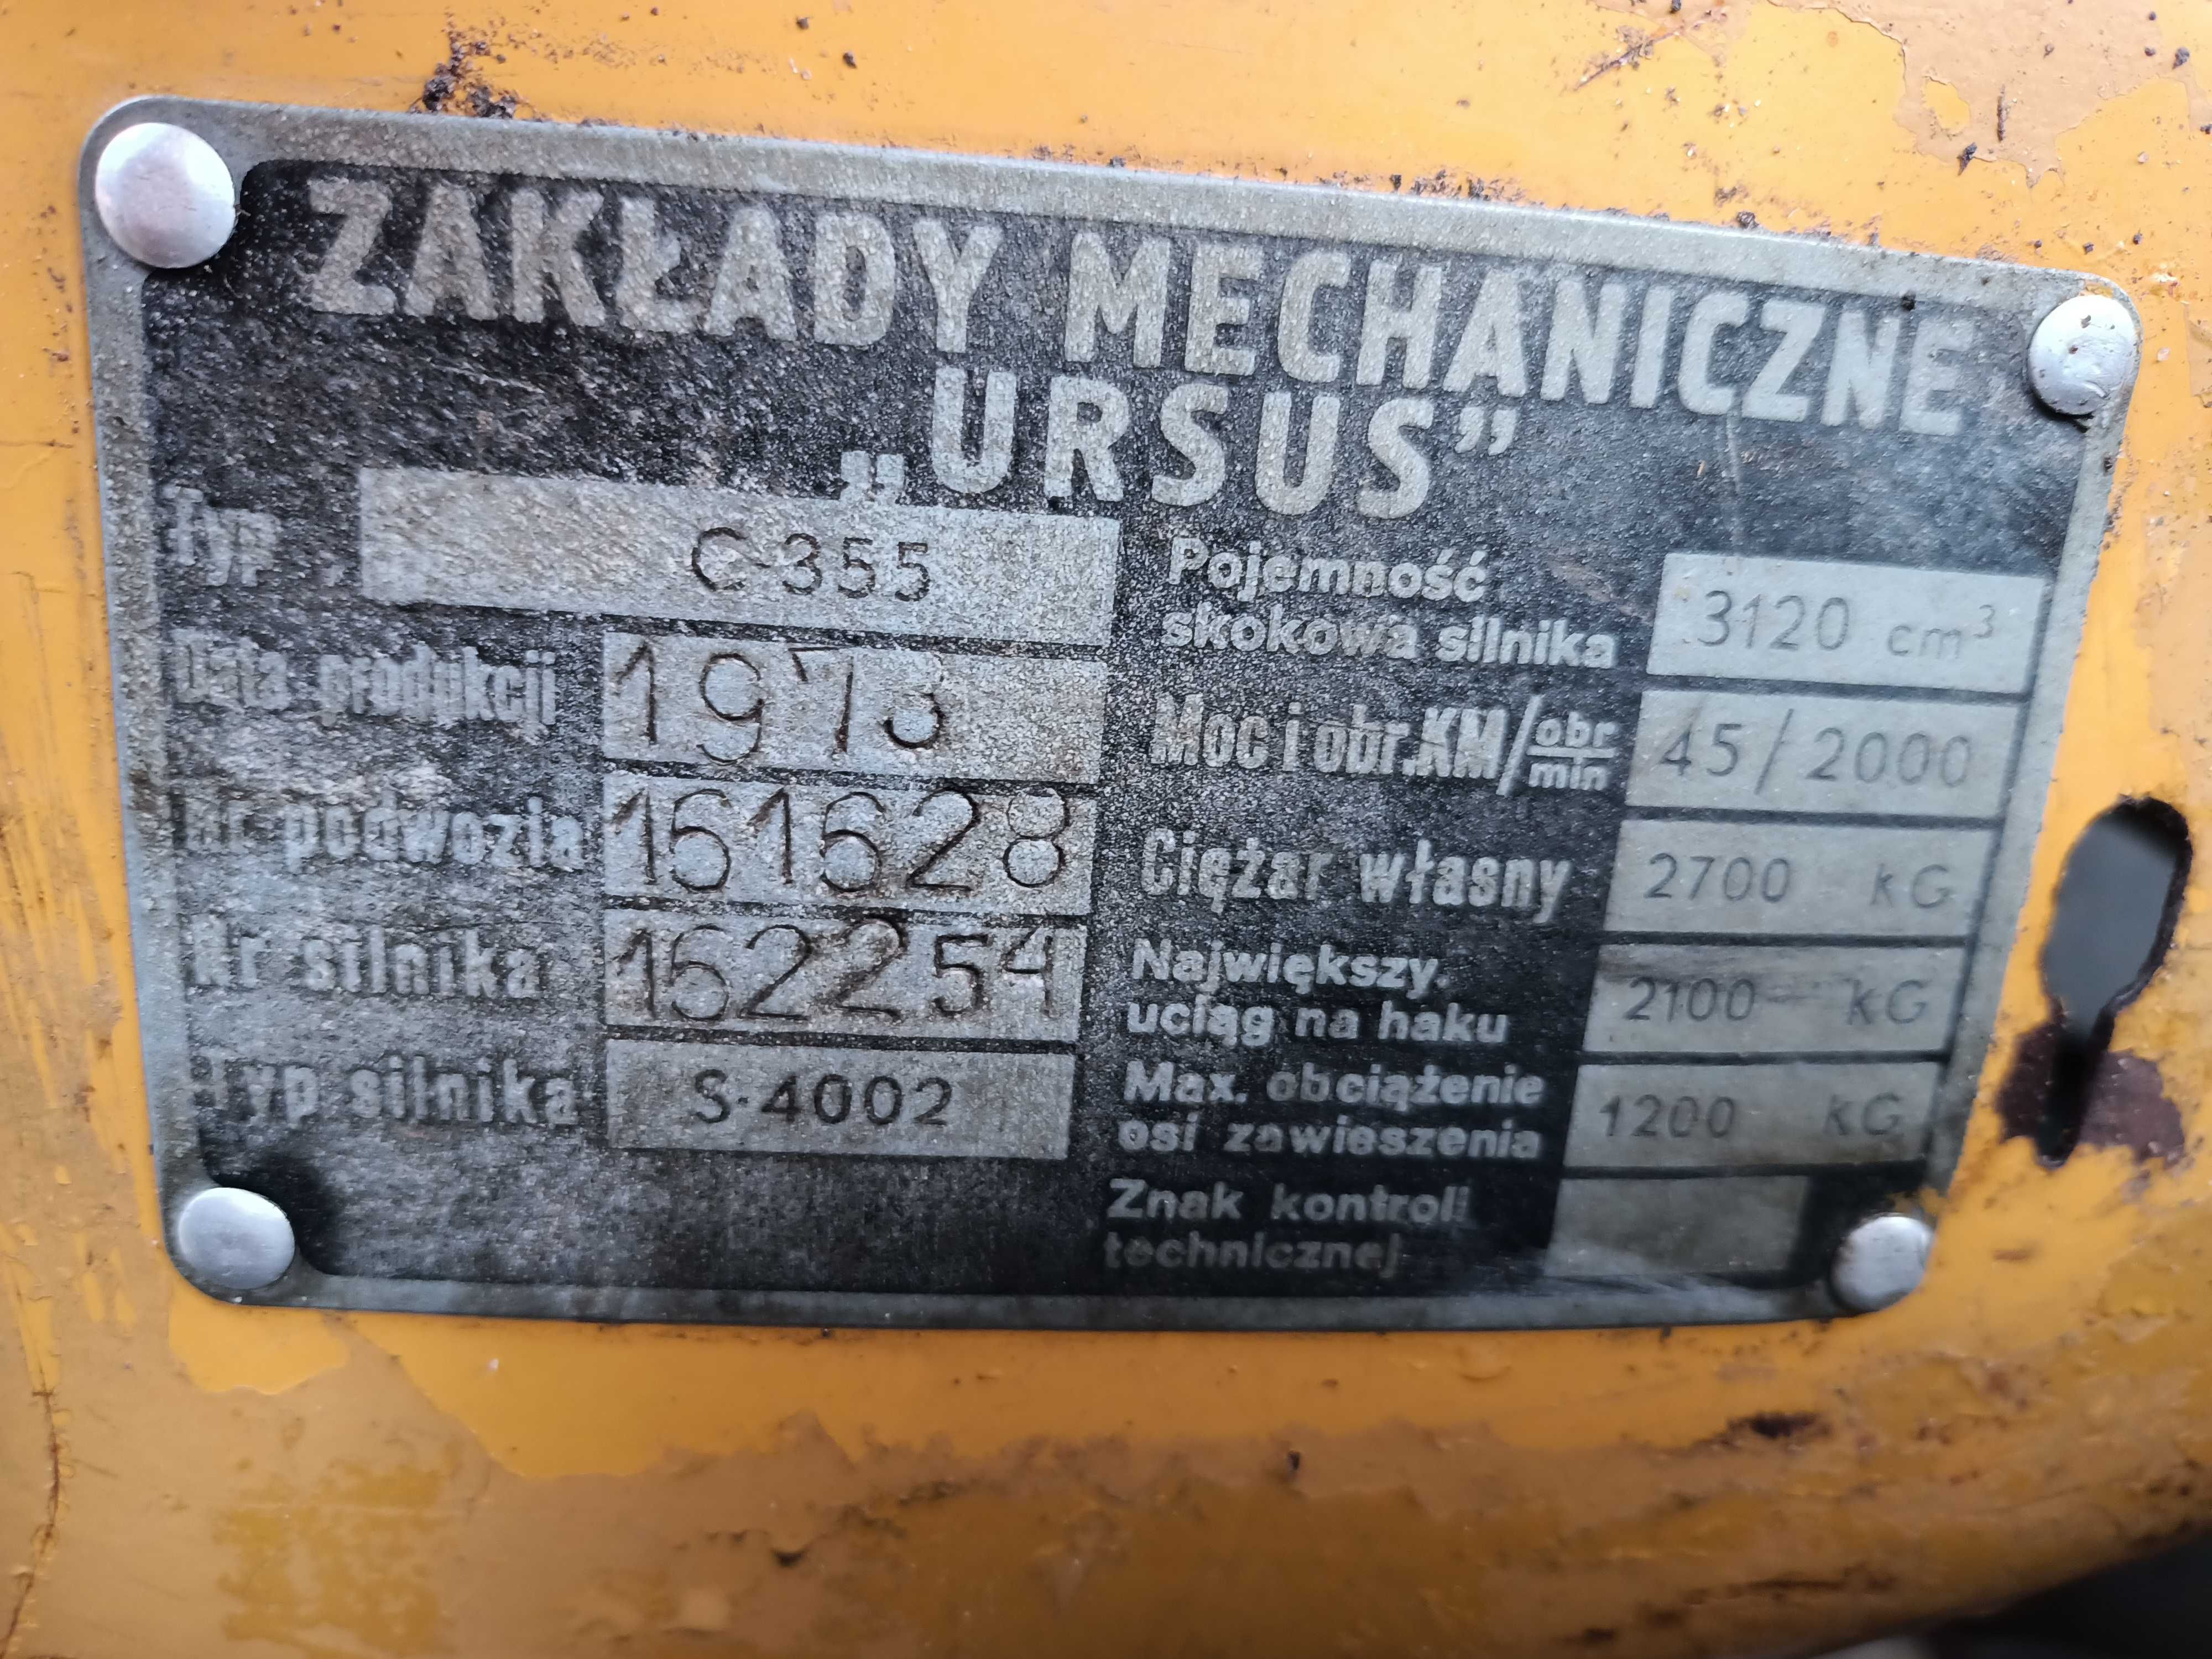 ZAKŁADY MECHANICZNE
„URSUS”
Typ C-355
Data produkcji 1973
Nr podwozia 161628
Nr silnika 162254
Typ silnika S-4002
Pojemność
skokowa silnika 3120 cm³
Moc i obr. KM/obr/min 45/2000
Ciężar własny 2700 kG
Największy.
uciąg na haku 2100 kG
Max. obciążenie
osi zawieszenia 1200 kG
Znak kontroli
technicznej